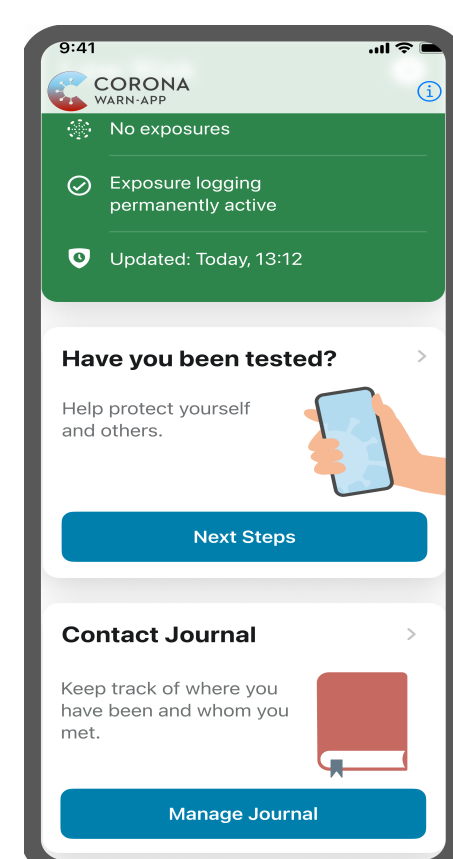 9:41
CORONA
WARN-APP
No exposures
Exposure logging
permanently active
Updated: Today, 13:12
Have you been tested?
Help protect yourself
and others.
Next Steps
Contact Journal
Keep track of where you
have been and whom you
met.
Manage Journal